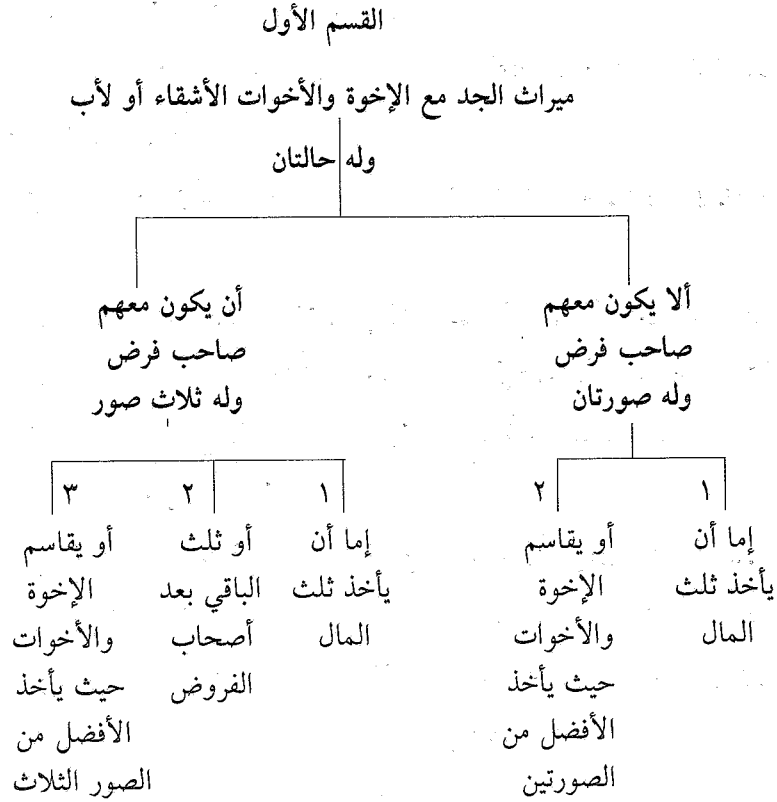 القسم الأول
ميراث الجد مع الإخوة والأخوات الأشقاء أو لأب
وله حالتان
ألا يكون معهم
صاحب فرض
وله صورتان
١
إما أن
يأخذ ثلث
المال
٢
أو يقاسم
الإخوة
والأخوات
حيث يأخذ
الأفضل من
الصورتين
أن يكون معهم
صاحب فرض
وله ثلاث صور
١
إما أن
يأخذ ثلث
المال
٢
أو ثلث
الباقي بعد
أصحاب
الفروض
٣
أو يقاسم
الإخوة
والأخوات
حيث يأخذ
الأفضل من
الصور الثلاث